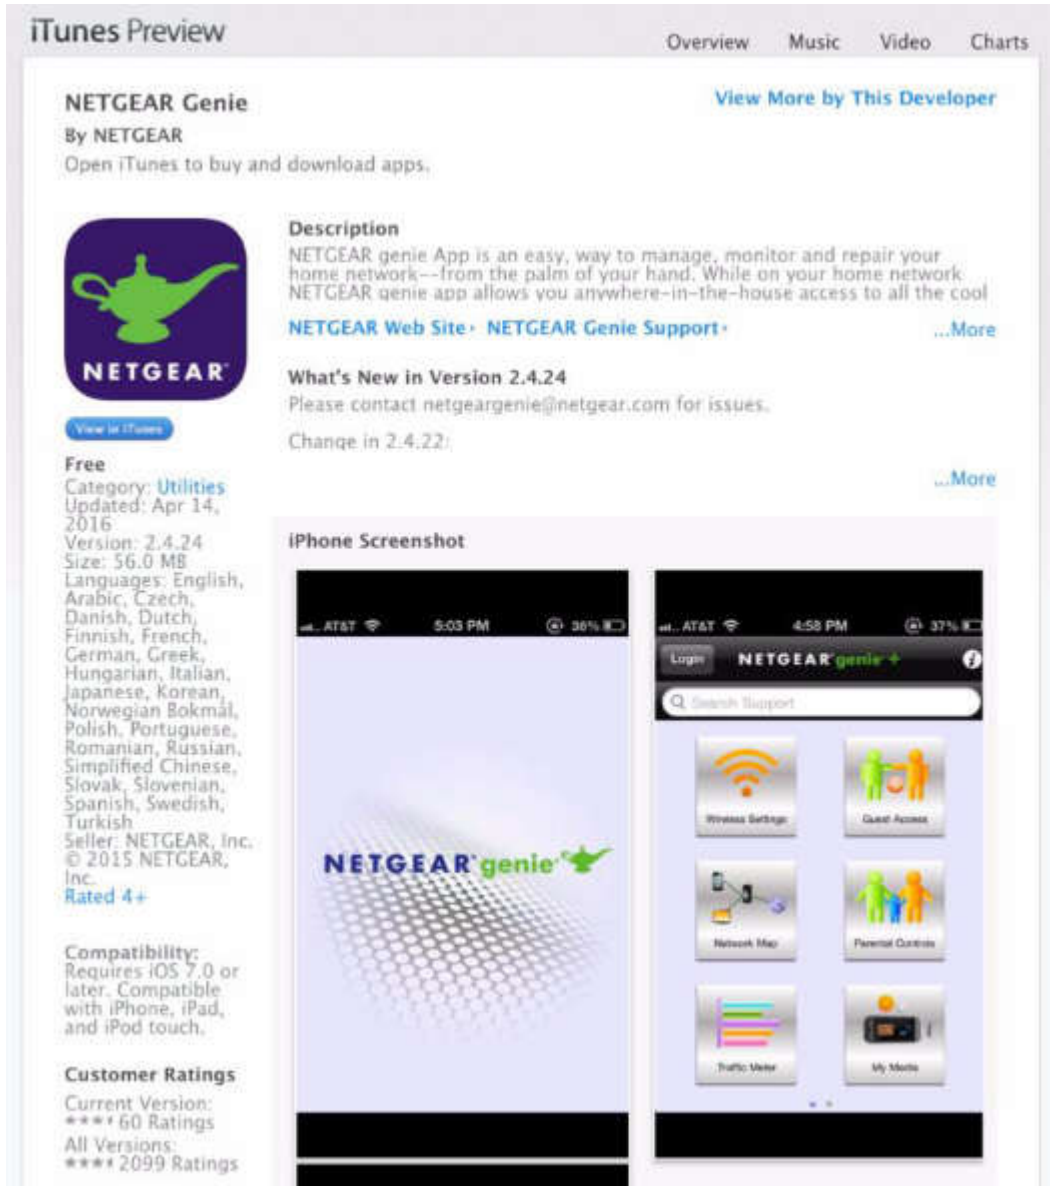 iTunes Preview
Overview Music Video Charts
NETGEAR Genie
View More by This Developer
By NETGEAR
Open iTunes to buy and download apps.
NETGEAR
View in iTunes
Free
Category: Utilities
Updated: Apr 14,
2016
Version: 2.4.24
Size: 56.0 MB
Languages: English,
Arabic, Czech,
Danish, Dutch,
Finnish, French,
German, Greek,
Hungarian, Italian,
Japanese, Korean,
Norwegian Bokmål,
Polish, Portuguese,
Romanian, Russian,
Simplified Chinese,
Slovak, Slovenian,
Spanish, Swedish,
Turkish
Seller: NETGEAR, Inc.
© 2015 NETGEAR,
Inc.
Rated 4+
Compatibility:
Requires iOS 7.0 or
later. Compatible
with iPhone, iPad,
and iPod touch.
Customer Ratings
Current Version:
60 Ratings
All Versions:
2099 Ratings
Description
NETGEAR genie App is an easy, way to manage, monitor and repair your
home network--from the palm of your hand. While on your home network
NETGEAR genie app allows you anywhere-in-the-house access to all the cool
NETGEAR Web Site NETGEAR Genie Support
...More
What's New in Version 2.4.24
Please contact netgeargenie@netgear.com for issues.
Change in 2.4.22:
...More
iPhone Screenshot
AT&T 5:03 PM 36%
NETGEAR genie
AT&T 4:58 PM 37%
Login NETGEAR genie +
Search Support
Wireless Settings Guest Access
Network Map Parental Controls
Traffic Meter My Media